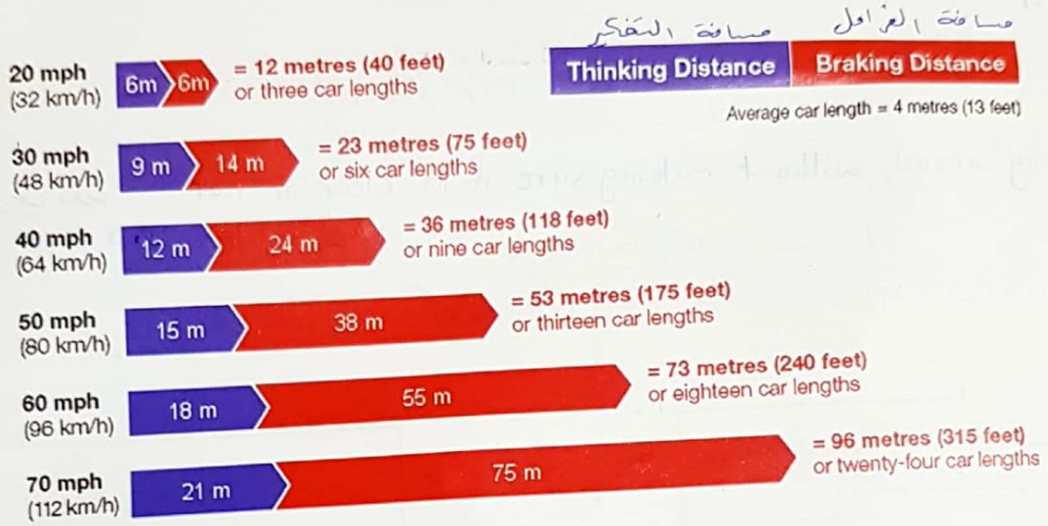 مسافة التفكير مسافة الفرامل
Thinking Distance Braking Distance
Average car length = 4 metres (13 feet)
20 mph
(32 km/h)
6m 6m
= 12 metres (40 feet)
or three car lengths
30 mph
(48 km/h)
9 m 14 m
= 23 metres (75 feet)
or six car lengths
40 mph
(64 km/h)
12 m 24 m
= 36 metres (118 feet)
or nine car lengths
50 mph
(80 km/h)
15 m 38 m
= 53 metres (175 feet)
or thirteen car lengths
60 mph
(96 km/h)
18 m 55 m
= 73 metres (240 feet)
or eighteen car lengths
70 mph
(112 km/h)
21 m 75 m
= 96 metres (315 feet)
or twenty-four car lengths